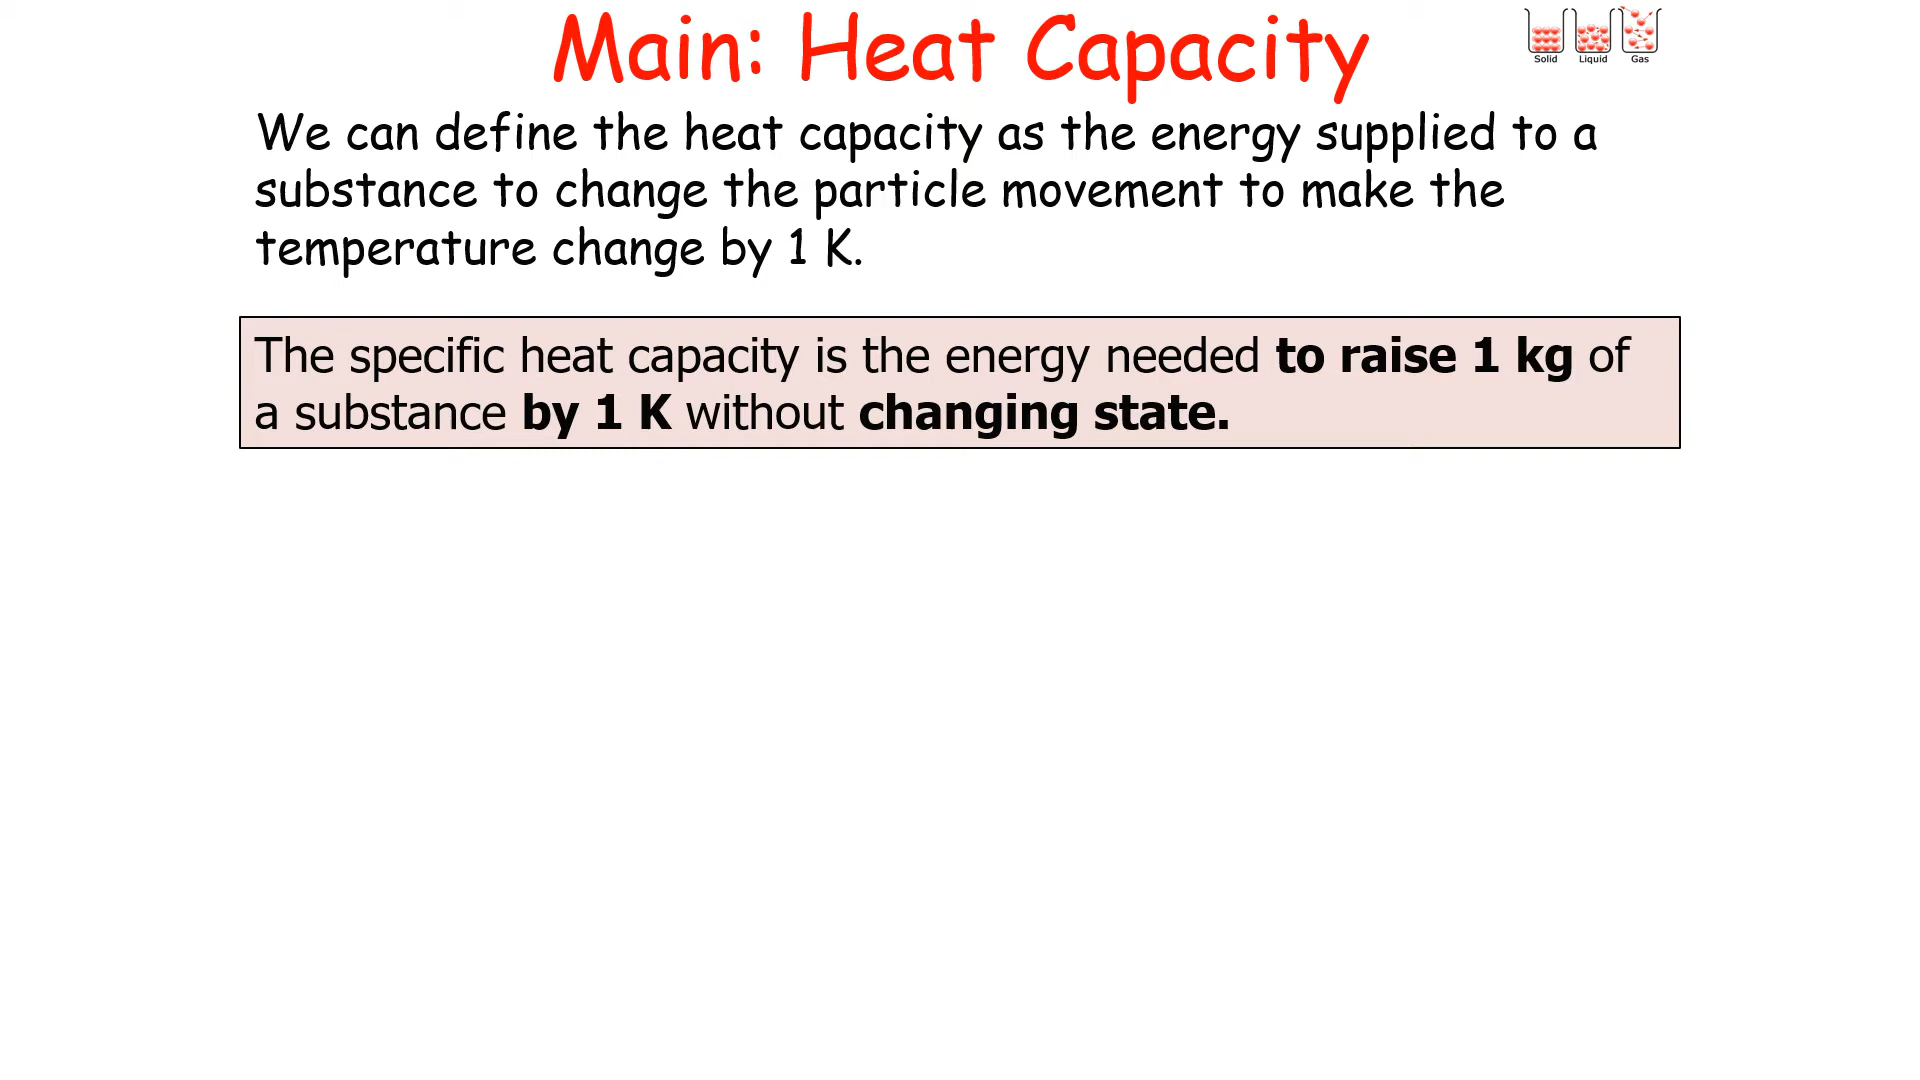 Main: Heat Capacity
Solid Liquid Gas
We can define the heat capacity as the energy supplied to a
substance to change the particle movement to make the
temperature change by 1 K.
The specific heat capacity is the energy needed to raise 1 kg of
a substance by 1 K without changing state.